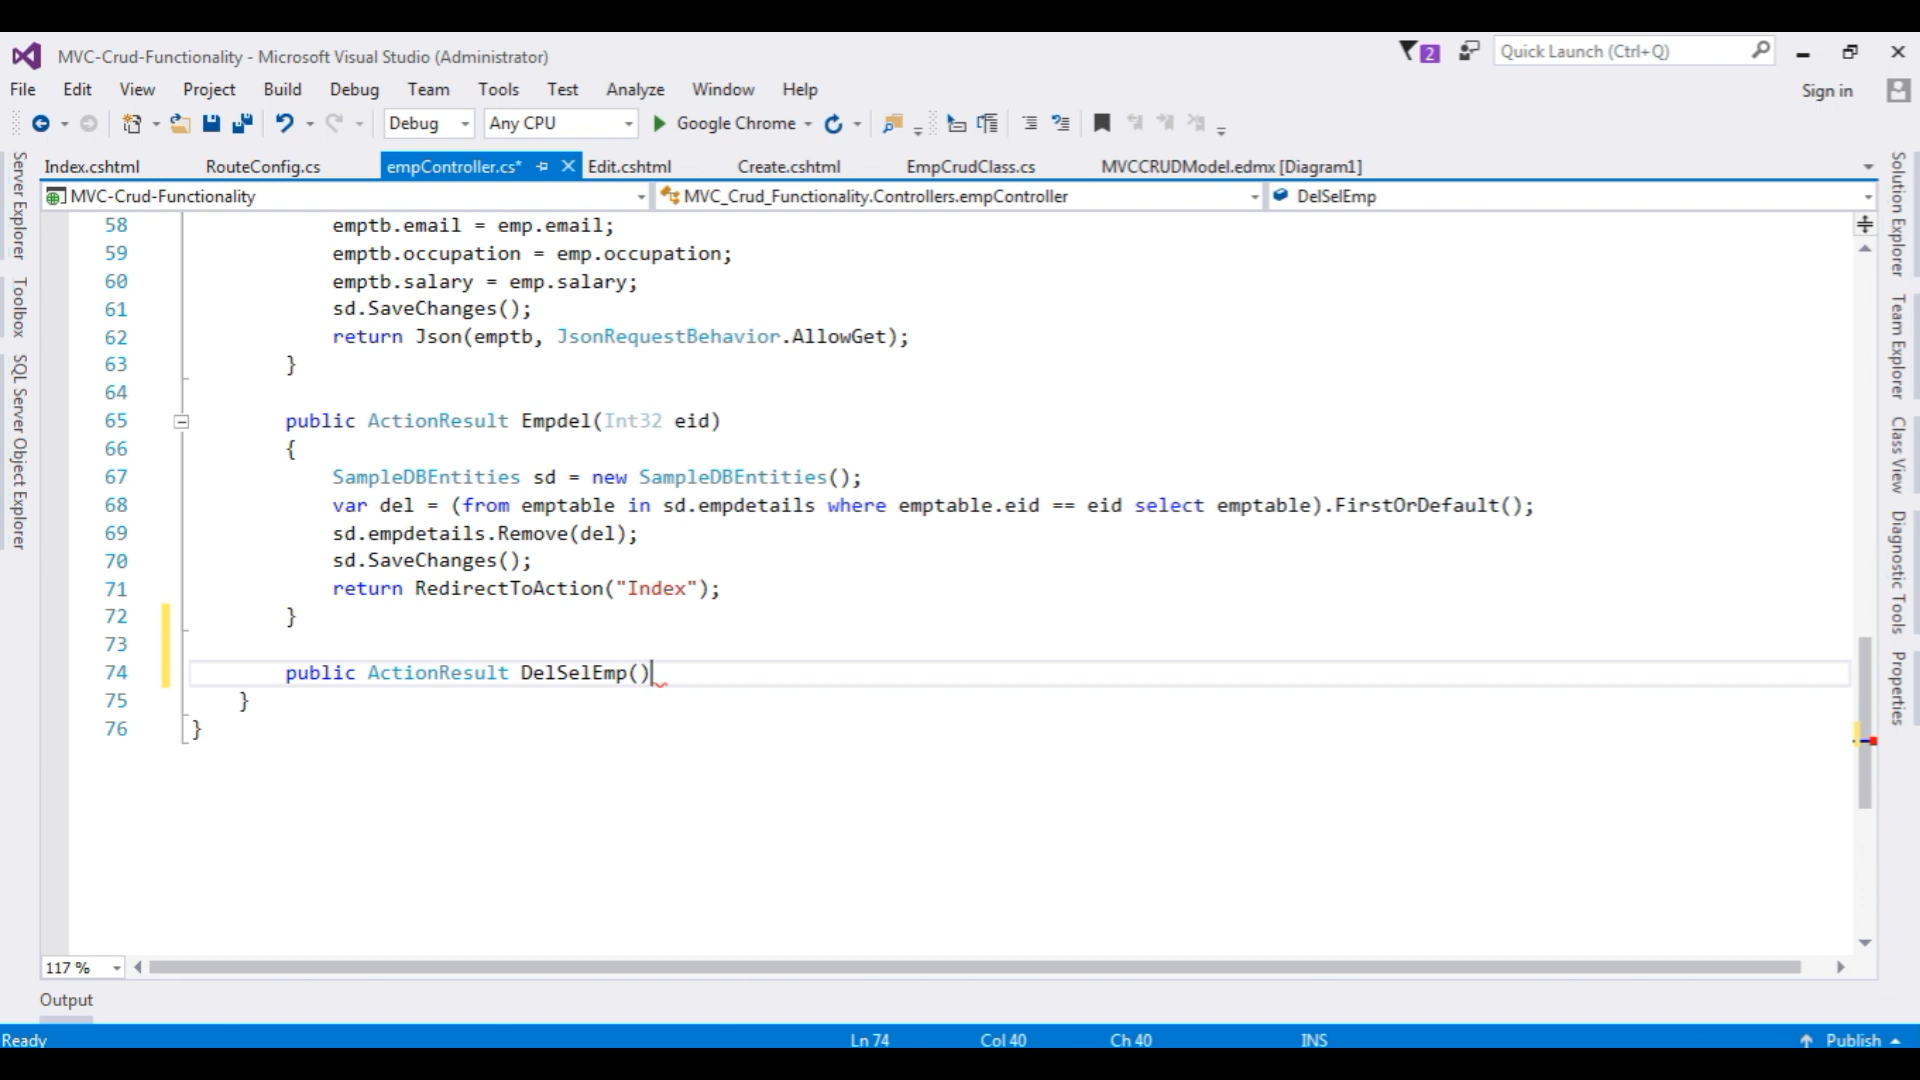 MVC-Crud-Functionality - Microsoft Visual Studio (Administrator)
2
Quick Launch (Ctrl+Q)
File Edit View Project Build Debug Team Tools Test Analyze Window Help
Sign in
Debug Any CPU Google Chrome
Index.cshtml RouteConfig.cs empController.cs* Edit.cshtml Create.cshtml EmpCrudClass.cs MVCCRUDModel.edmx [Diagram1]
MVC-Crud-Functionality MVC_Crud_Functionality.Controllers.empController DelSelEmp
Server Explorer
Toolbox
SQL Server Object Explorer
58 emptb.email = emp.email;
59 emptb.occupation = emp.occupation;
60 emptb.salary = emp.salary;
61 sd.SaveChanges();
62 return Json(emptb, JsonRequestBehavior.AllowGet);
63 }
64
65 public ActionResult Empdel(Int32 eid)
66 {
67 SampleDBEntities sd = new SampleDBEntities();
68 var del = (from emptable in sd.empdetails where emptable.eid == eid select emptable).FirstOrDefault();
69 sd.empdetails.Remove(del);
70 sd.SaveChanges();
71 return RedirectToAction("Index");
72 }
73
74 public ActionResult DelSelEmp()
75 }
76 }
Solution Explorer
Team Explorer
Class View
Diagnostic Tools
Properties
117 %
Output
Ready Ln 74 Col 40 Ch 40 INS Publish